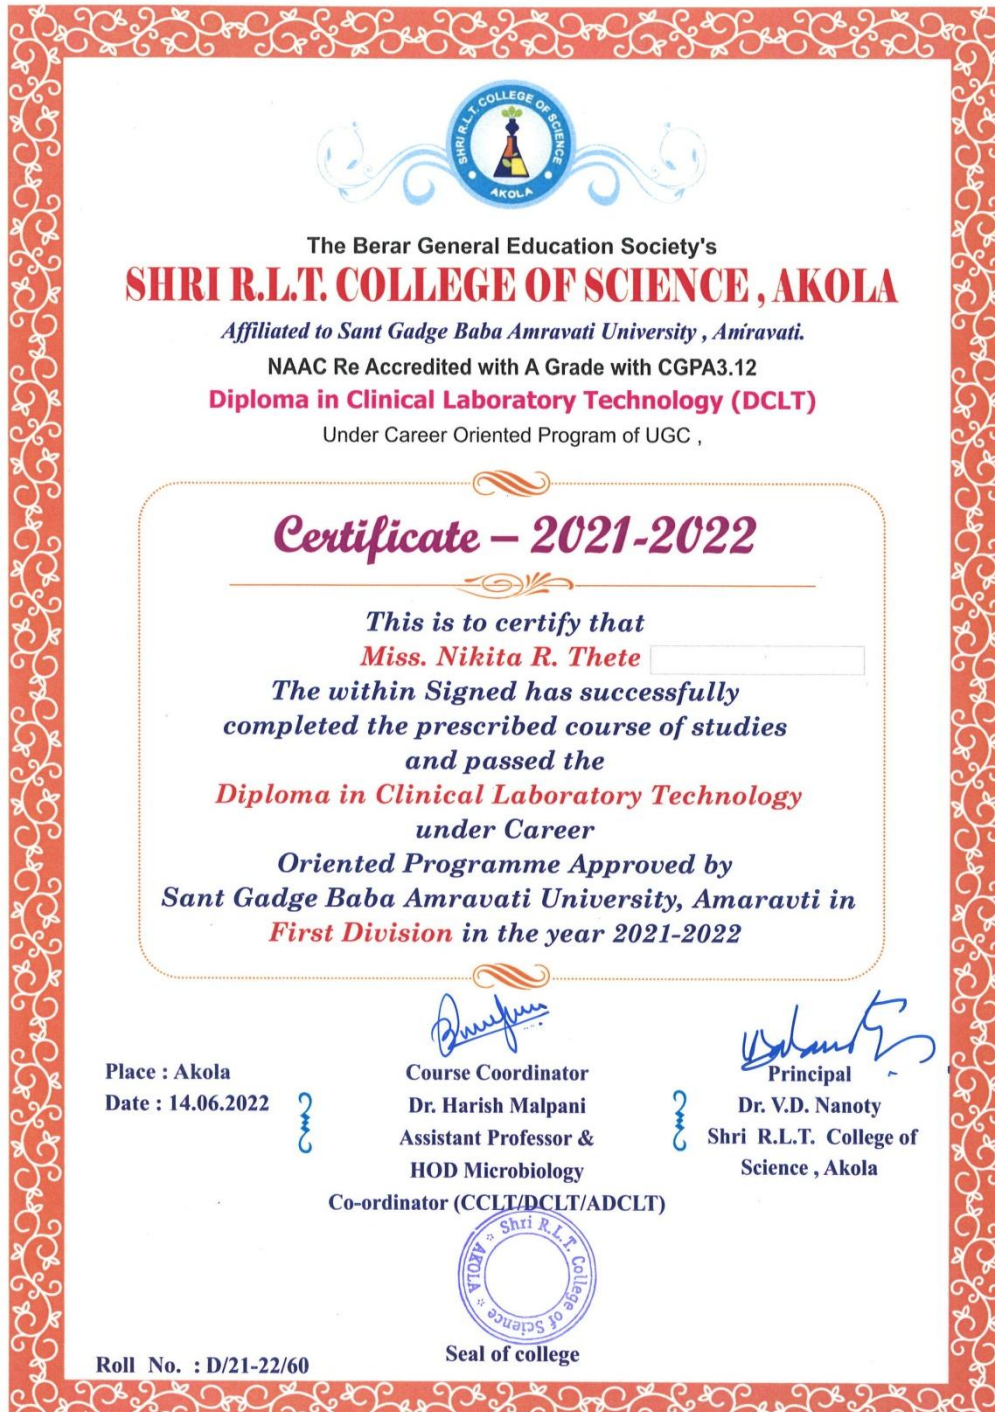 SHRI R.L.T. COLLEGE OF SCIENCE
AKOLA
The Berar General Education Society's
SHRI R.L.T. COLLEGE OF SCIENCE , AKOLA
Affiliated to Sant Gadge Baba Amravati University , Amravati.
NAAC Re Accredited with A Grade with CGPA3.12
Diploma in Clinical Laboratory Technology (DCLT)
Under Career Oriented Program of UGC ,
Certificate – 2021-2022
This is to certify that
Miss. Nikita R. Thete
The within Signed has successfully
completed the prescribed course of studies
and passed the
Diploma in Clinical Laboratory Technology
under Career
Oriented Programme Approved by
Sant Gadge Baba Amravati University, Amaravti in
First Division in the year 2021-2022
Place : Akola
Date : 14.06.2022
Course Coordinator
Dr. Harish Malpani
Assistant Professor &
HOD Microbiology
Co-ordinator (CCLT/DCLT/ADCLT)
Principal
Dr. V.D. Nanoty
Shri R.L.T. College of
Science , Akola
Shri R.L.T. College of Science
AKOLA
Seal of college
Roll No. : D/21-22/60